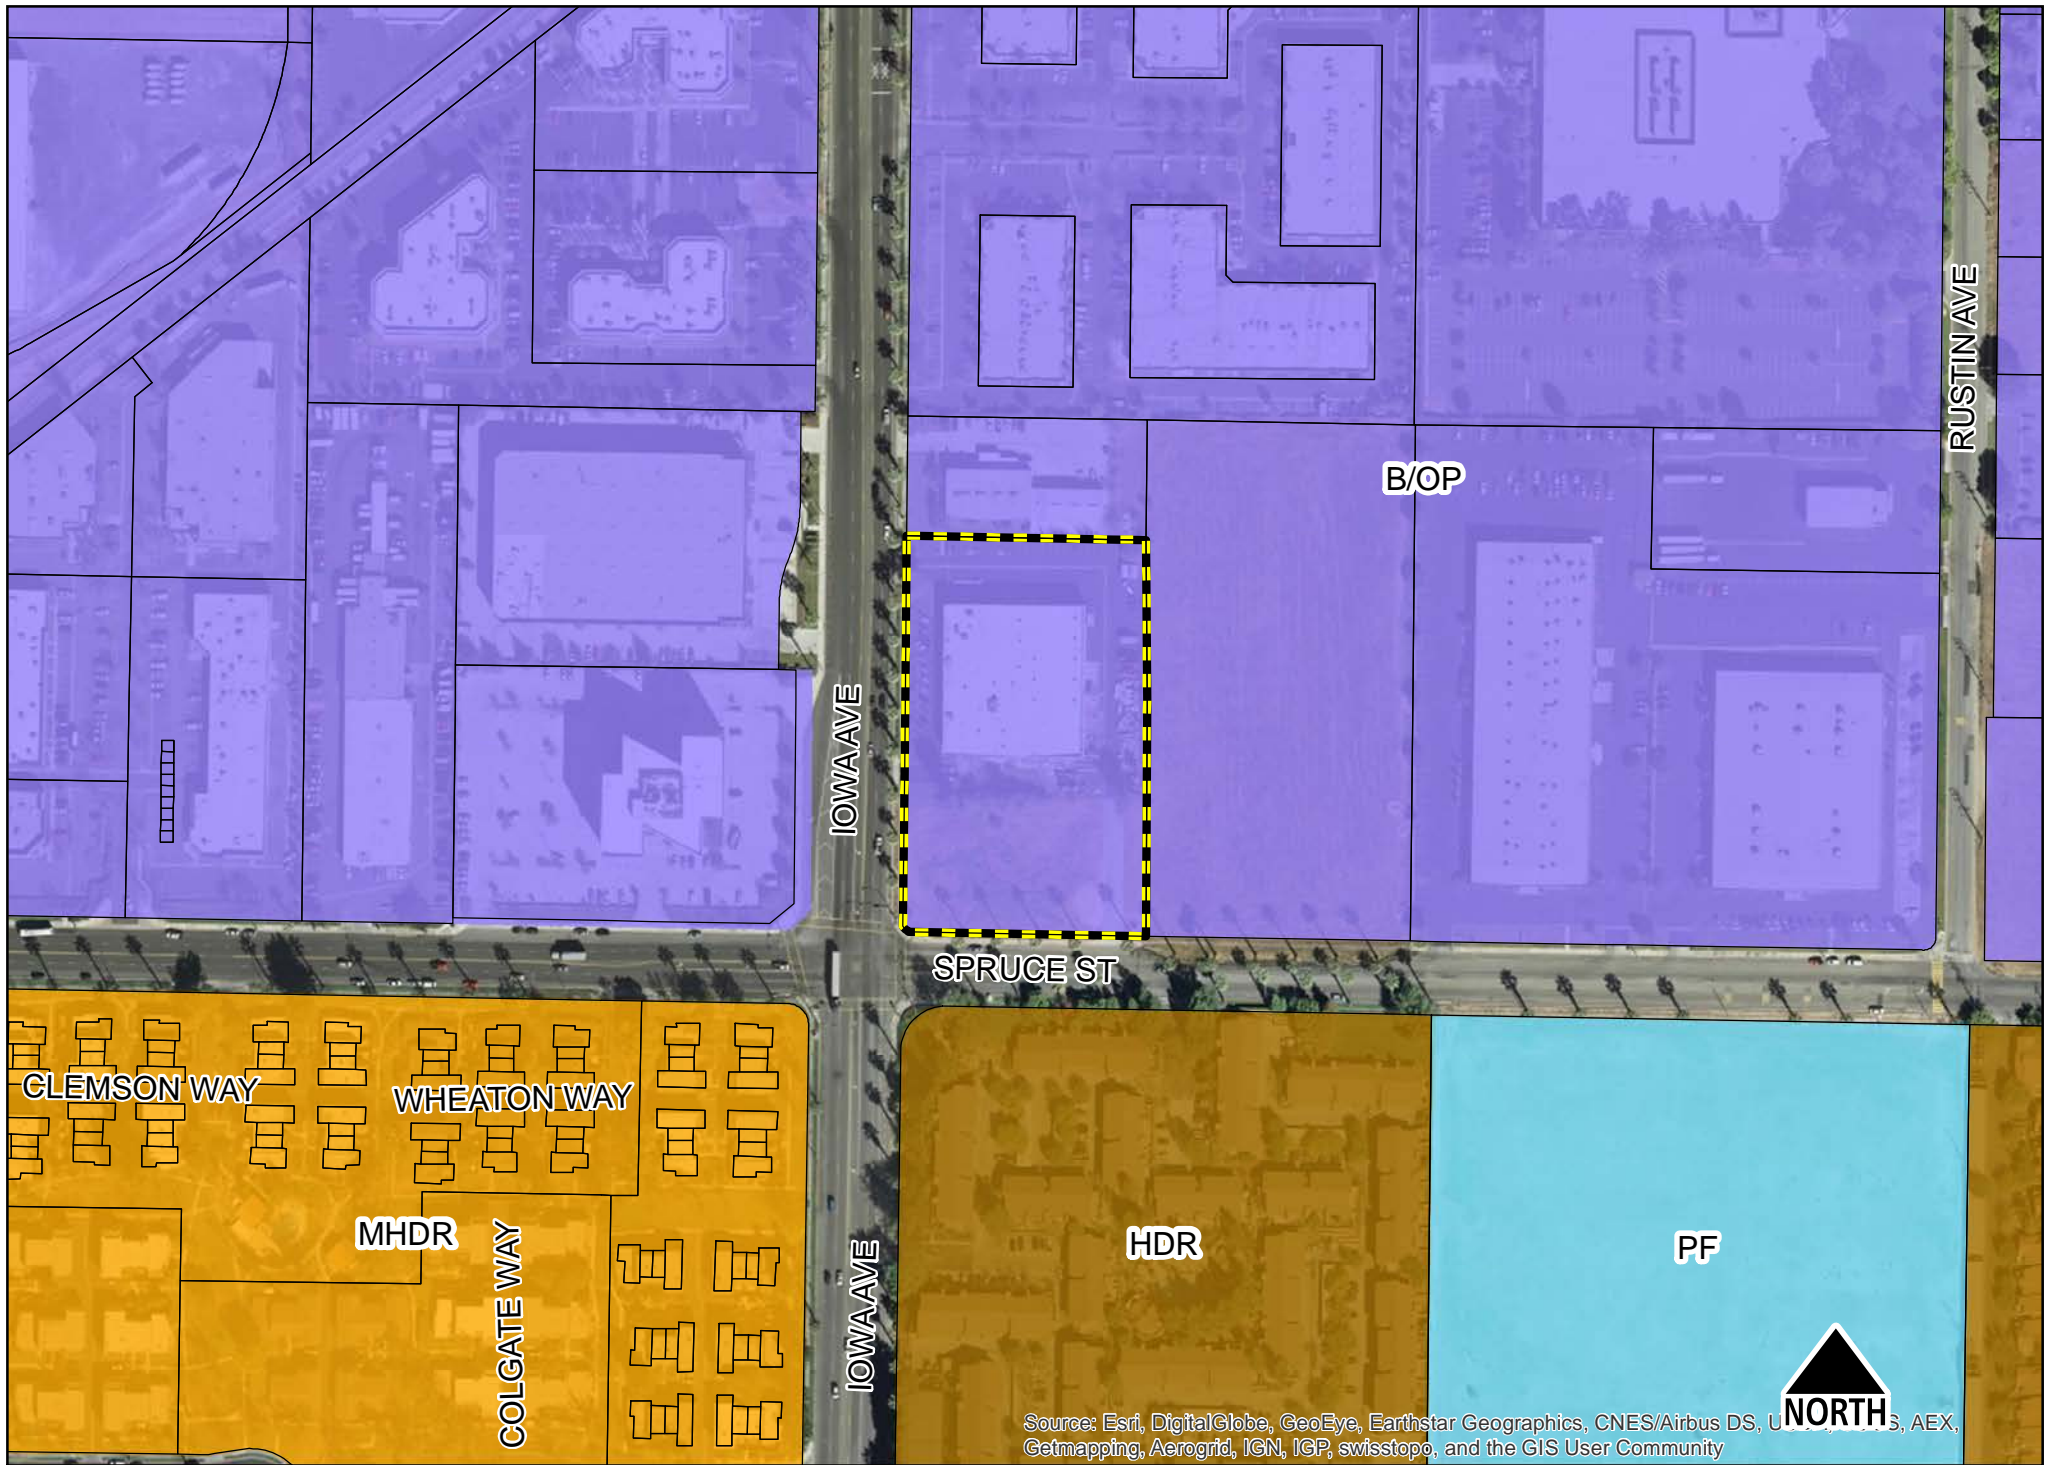 RUSTIN AVE
B/OP
IOWA AVE
SPRUCE ST
CLEMSON WAY
WHEATON WAY
MHDR
COLGATE WAY
IOWA AVE
HDR
PF
NORTH
Source: Esri, DigitalGlobe, GeoEye, Earthstar Geographics, CNES/Airbus DS, AEX,
Getmapping, Aerogrid, IGN, IGP, swisstopo, and the GIS User Community